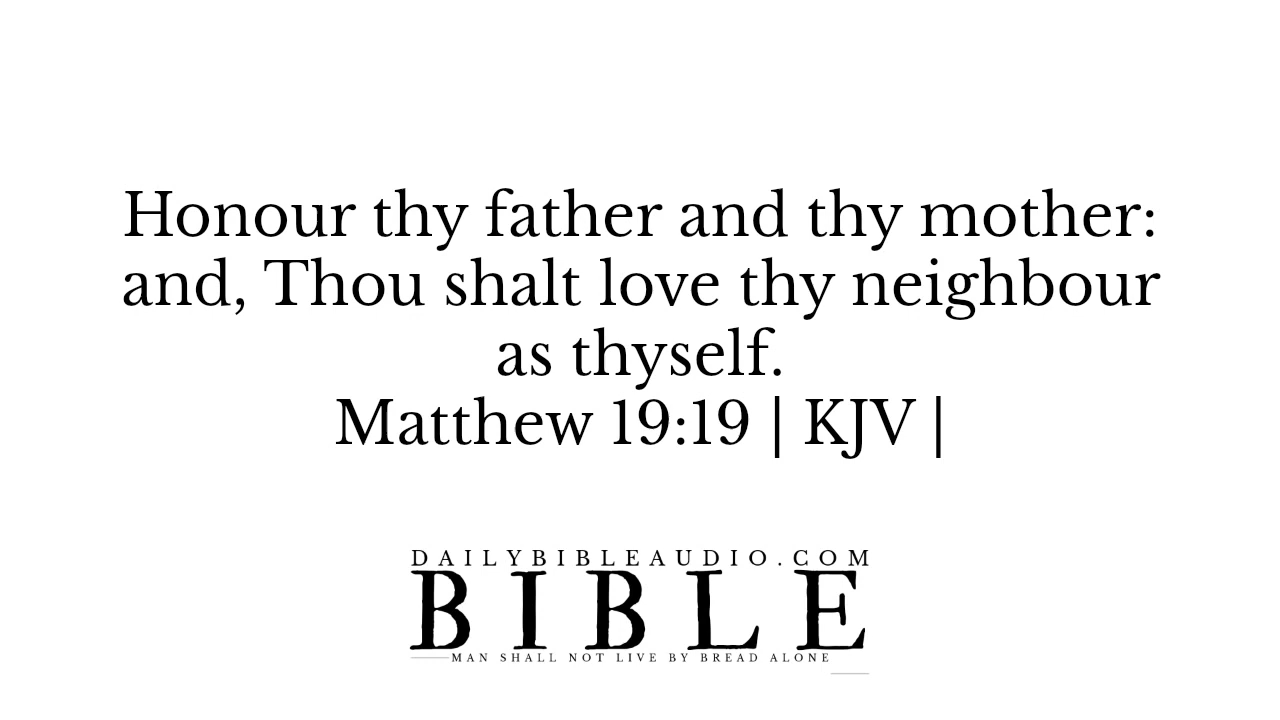 Honour thy father and thy mother:
and, Thou shalt love thy neighbour
as thyself.
Matthew 19:19 | KJV |
DAILYBIBLEAUDIO.COM
BIBLE
MAN SHALL NOT LIVE BY BREAD ALONE